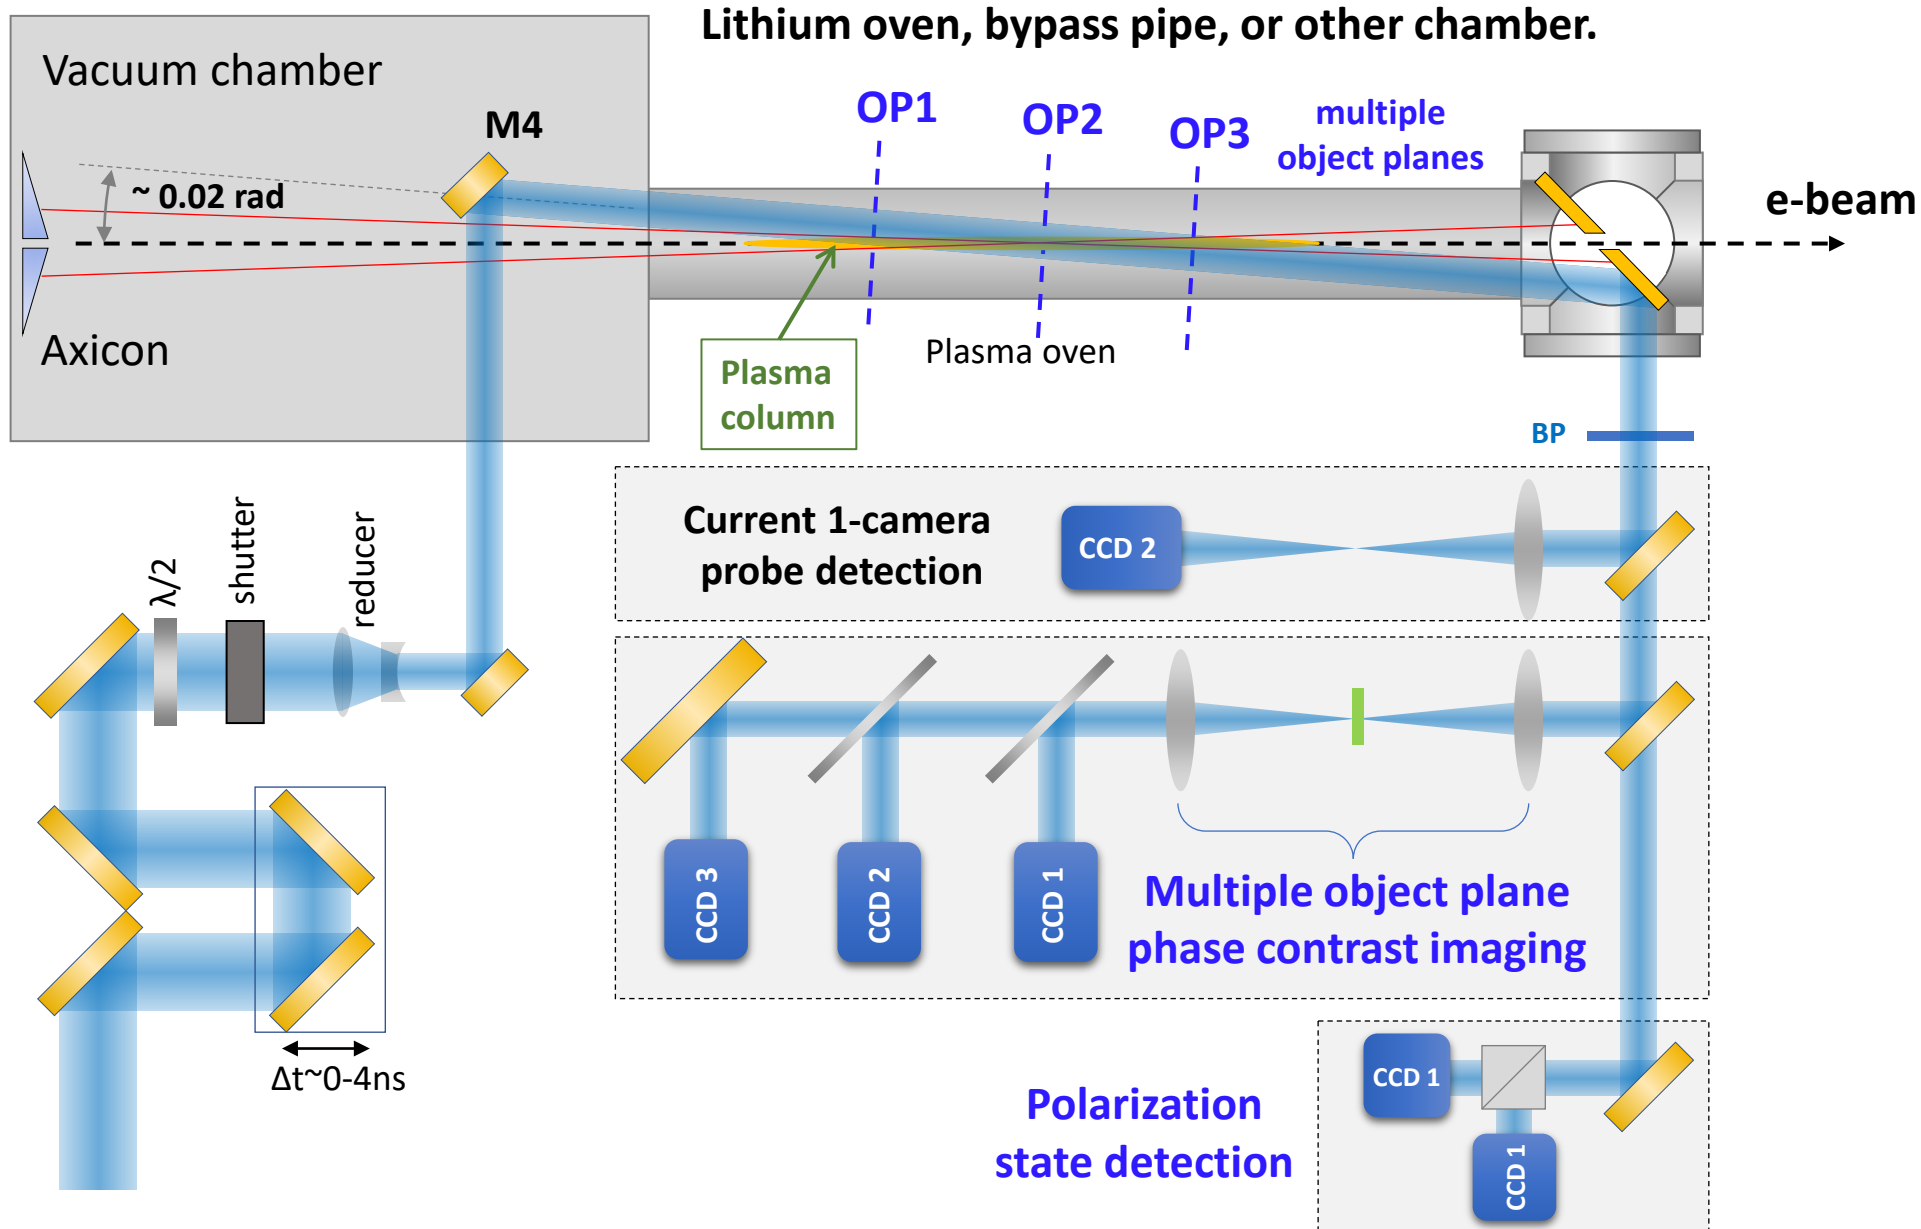 Lithium oven, bypass pipe, or other chamber.
Vacuum chamber
M4
OP1
OP2
OP3
multiple
object planes
~ 0.02 rad
e-beam
Axicon
Plasma oven
Plasma
column
BP
Current 1-camera
probe detection
CCD 2
λ/2
shutter
reducer
CCD 3
CCD 2
CCD 1
Multiple object plane
phase contrast imaging
Δt~0-4ns
Polarization
state detection
CCD 1
CCD 1